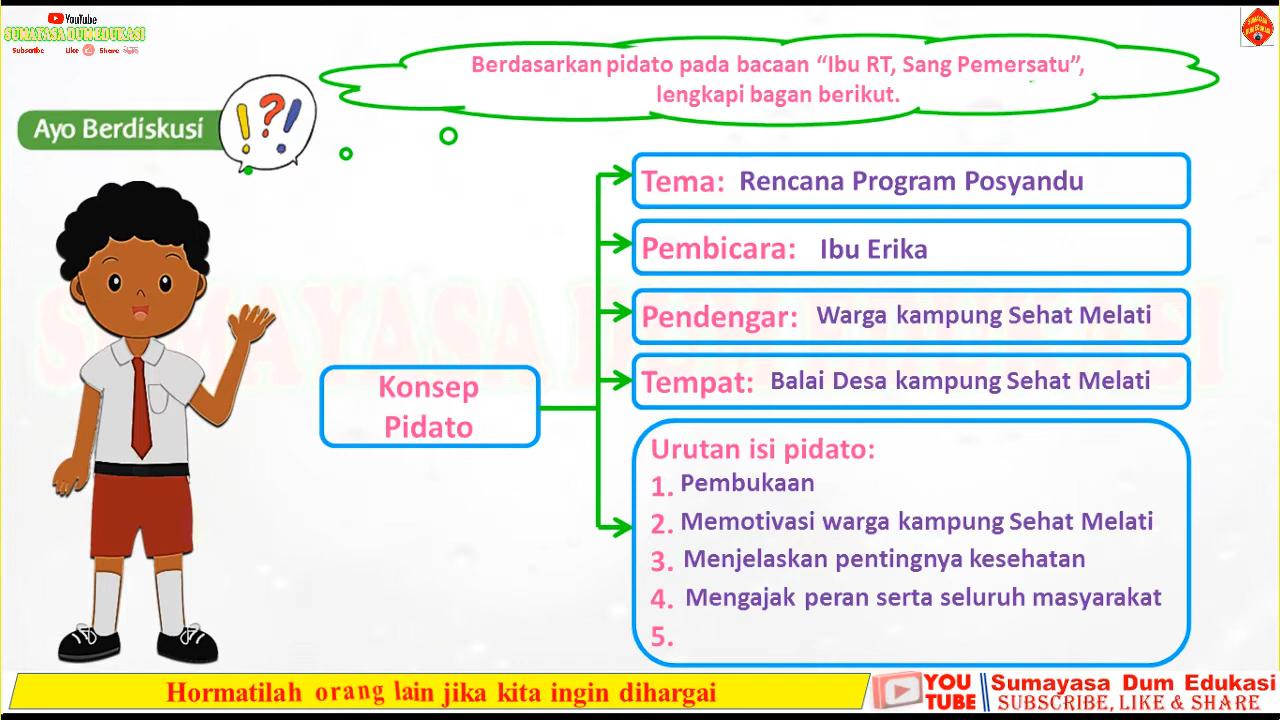 YouTube
SUMAYASA DUM EDUKASI
Subscribe Like Share
Ayo Berdiskusi
Berdasarkan pidato pada bacaan “Ibu RT, Sang Pemersatu”,
lengkapi bagan berikut.
Tema: Rencana Program Posyandu
Pembicara: Ibu Erika
Pendengar: Warga kampung Sehat Melati
Tempat: Balai Desa kampung Sehat Melati
Konsep
Pidato
Urutan isi pidato:
1. Pembukaan
2. Memotivasi warga kampung Sehat Melati
3. Menjelaskan pentingnya kesehatan
4. Mengajak peran serta seluruh masyarakat
5.
SUMAYASA DUM EDUKASI
Hormatilah orang lain jika kita ingin dihargai
YOU
TUBE
Sumayasa Dum Edukasi
SUBSCRIBE, LIKE & SHARE